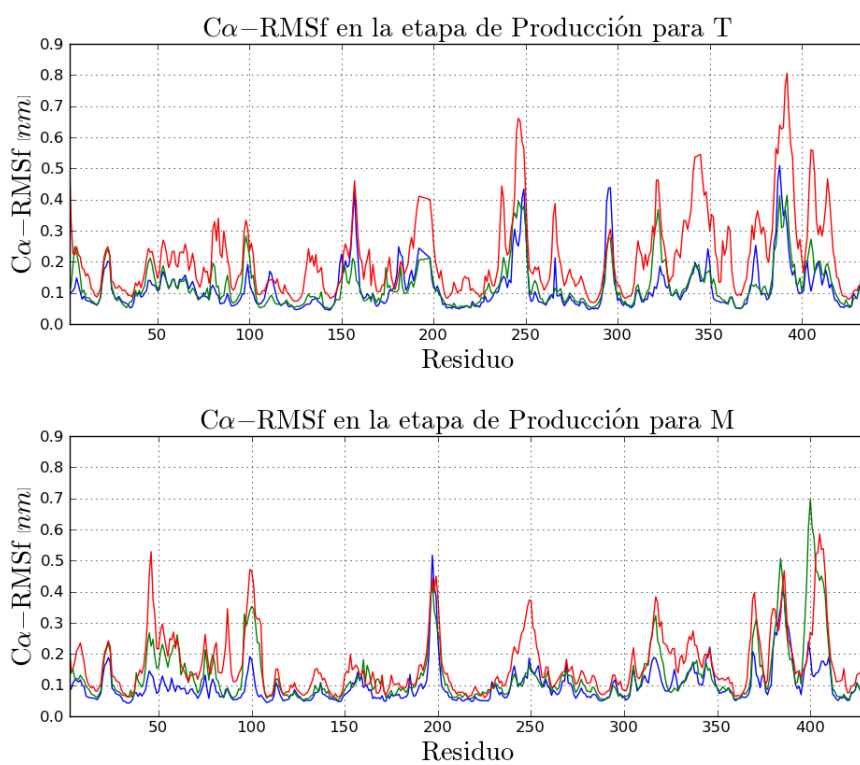 Cα−RMSf en la etapa de Producción para T
0.9
0.8
0.7
0.6
0.5
0.4
0.3
0.2
0.1
0.0
Cα−RMSf [nm]
50 100 150 200 250 300 350 400
Residuo
Cα−RMSf en la etapa de Producción para M
0.9
0.8
0.7
0.6
0.5
0.4
0.3
0.2
0.1
0.0
Cα−RMSf [nm]
50 100 150 200 250 300 350 400
Residuo